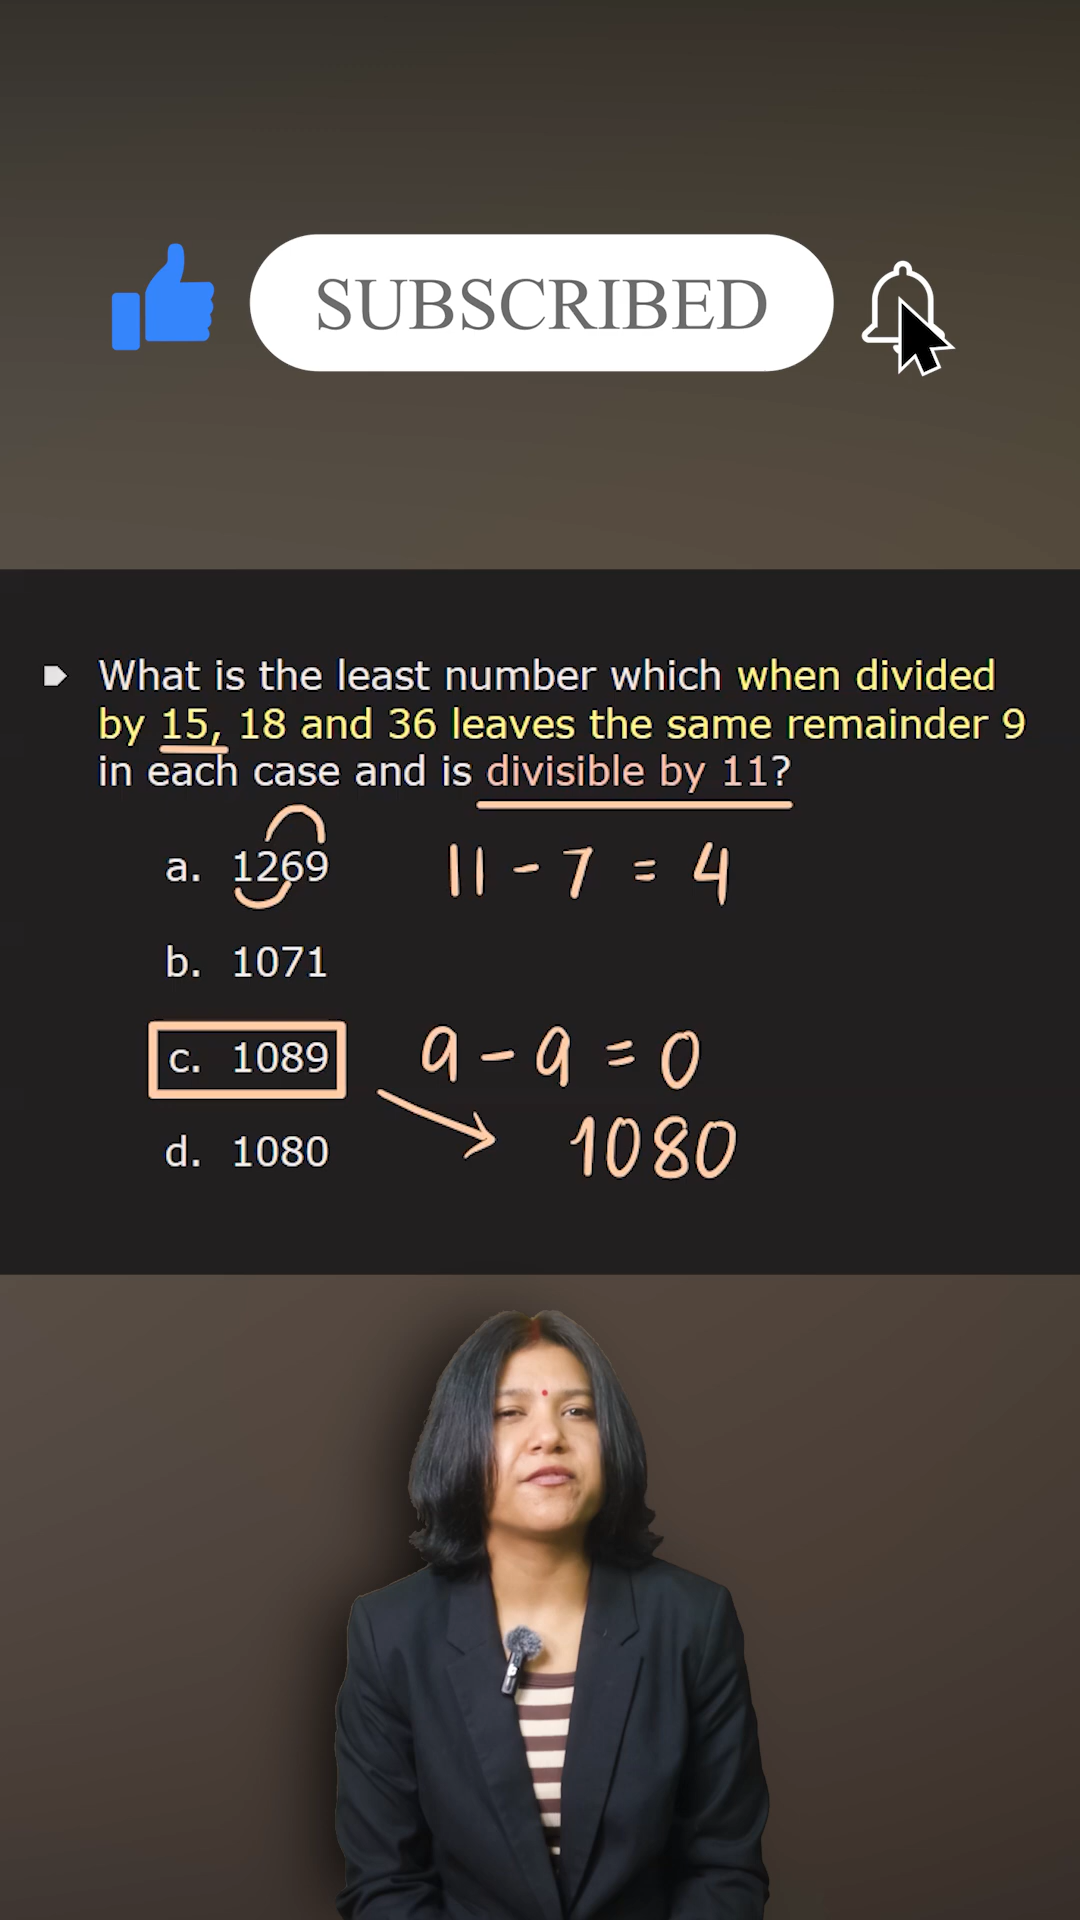 SUBSCRIBED
What is the least number which when divided
by 15, 18 and 36 leaves the same remainder 9
in each case and is divisible by 11?
a. 1269 11 - 7 = 4
b. 1071
c. 1089 9 - 9 = 0
1080
d. 1080